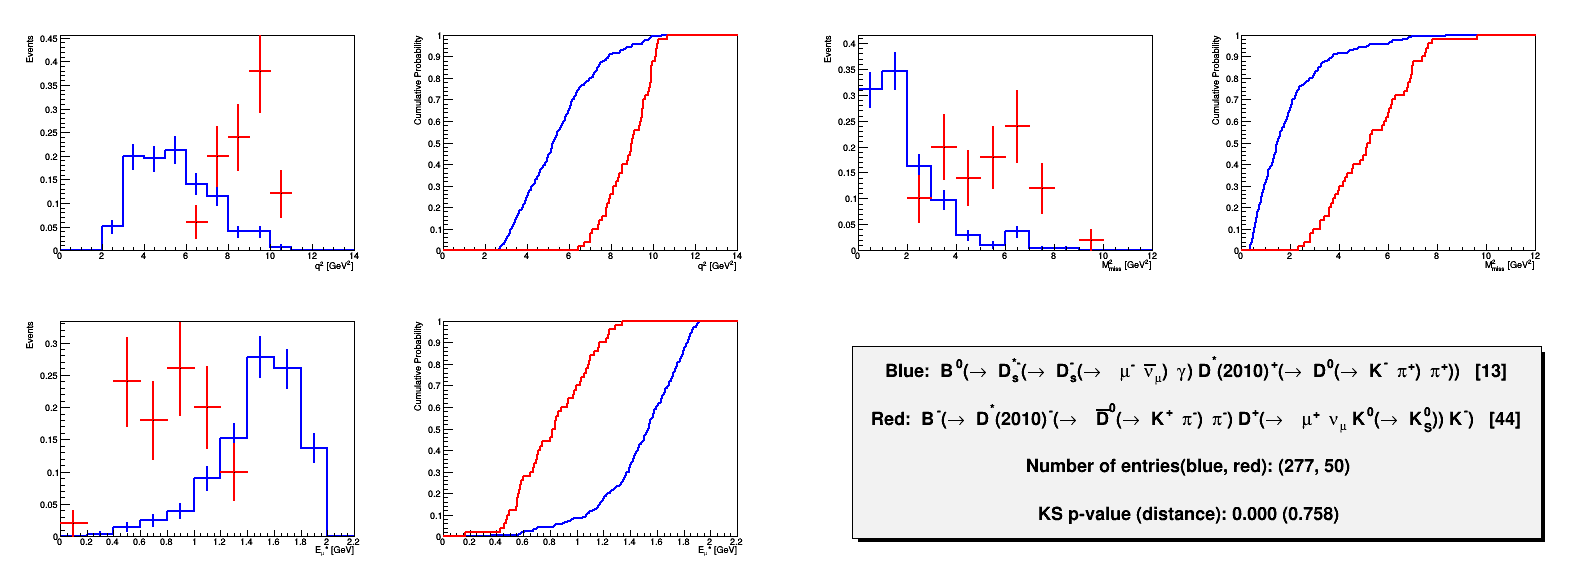 Events
0.45
0.4
0.35
0.3
0.25
0.2
0.15
0.1
0.05
0
0 2 4 6 8 10 12 14
q² [GeV²]
Cumulative Probability
1
0.9
0.8
0.7
0.6
0.5
0.4
0.3
0.2
0.1
0
0 2 4 6 8 10 12 14
q² [GeV²]
Events
0.4
0.35
0.3
0.25
0.2
0.15
0.1
0.05
0
0 2 4 6 8 10 12
M²miss [GeV²]
Cumulative Probability
1
0.9
0.8
0.7
0.6
0.5
0.4
0.3
0.2
0.1
0
0 2 4 6 8 10 12
M²miss [GeV²]
Events
0.3
0.25
0.2
0.15
0.1
0.05
0
0 0.2 0.4 0.6 0.8 1 1.2 1.4 1.6 1.8 2 2.2
Eμ* [GeV]
Cumulative Probability
1
0.9
0.8
0.7
0.6
0.5
0.4
0.3
0.2
0.1
0
0 0.2 0.4 0.6 0.8 1 1.2 1.4 1.6 1.8 2 2.2
Eμ* [GeV]
Blue: B⁰(→ Dₛ*⁻(→ Dₛ⁻(→ μ⁻ ν̅μ) γ) D*(2010)⁺(→ D⁰(→ K⁻ π⁺) π⁺)) [13]
Red: B⁻(→ D*(2010)⁻(→ D̅⁰(→ K⁺ π⁻) π⁻) D⁺(→ μ⁺ νμ K⁰(→ K⁰S)) K⁻) [44]
Number of entries(blue, red): (277, 50)
KS p-value (distance): 0.000 (0.758)